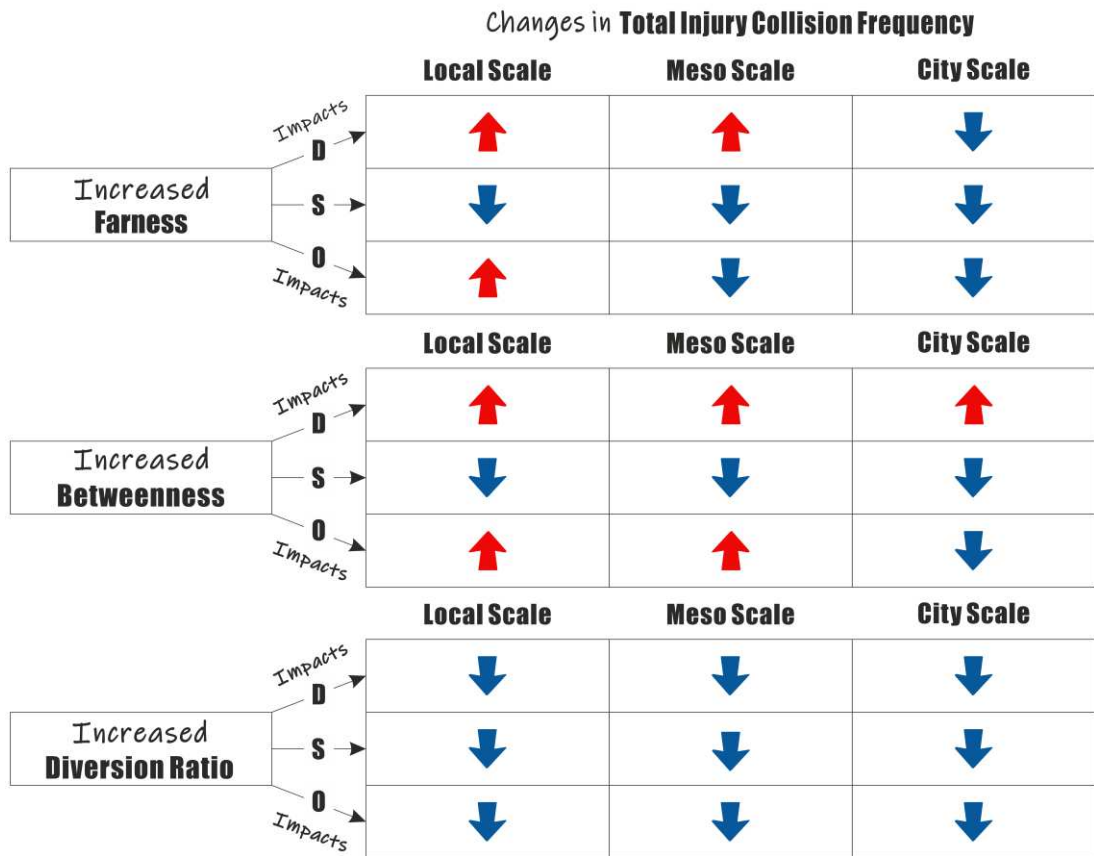 Changes in Total Injury Collision Frequency
Local Scale Meso Scale City Scale
Impacts
D
Increased
Farness
S
O
Impacts
Local Scale Meso Scale City Scale
Impacts
D
Increased
Betweenness
S
O
Impacts
Local Scale Meso Scale City Scale
Impacts
D
Increased
Diversion Ratio
S
O
Impacts